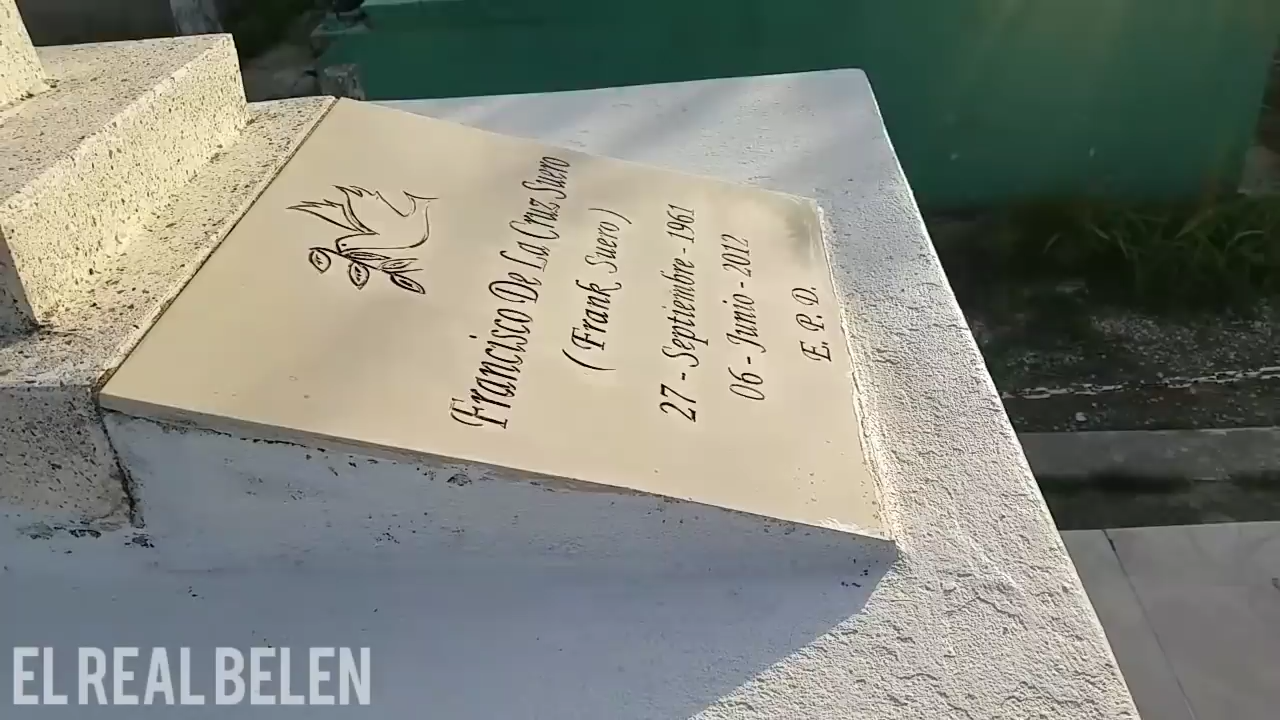 Francisco De La Cruz Suero
( Frank Suero )
27 - Septiembre - 1961
06 - Junio - 2012
E. P. D.
EL REAL BELEN